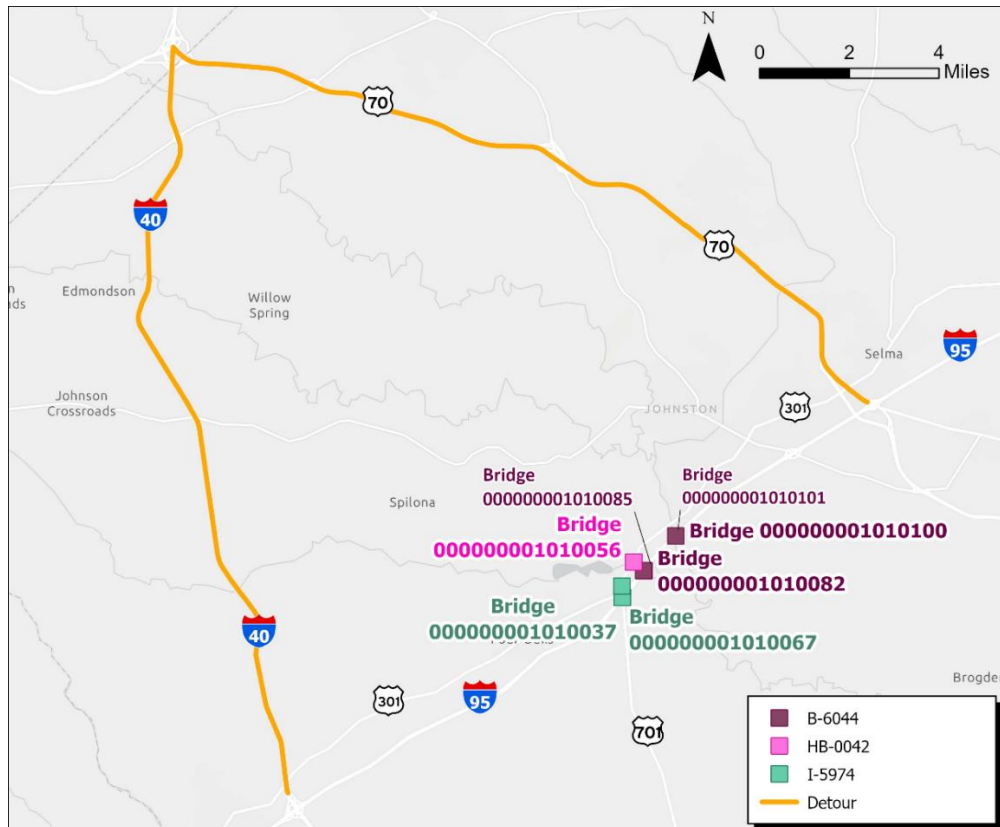 N
0 2 4
Miles
70
40
Edmondson
Willow
Spring
70
Selma
95
Johnson
Crossroads
JOHNSTON
301
Spilona
Bridge
000000001010085
Bridge
000000001010101
Bridge
000000001010056
Bridge 000000001010100
Bridge
000000001010082
Bridge
000000001010037
Bridge
000000001010067
40
301
95
701
Brogden
B-6044
HB-0042
I-5974
Detour